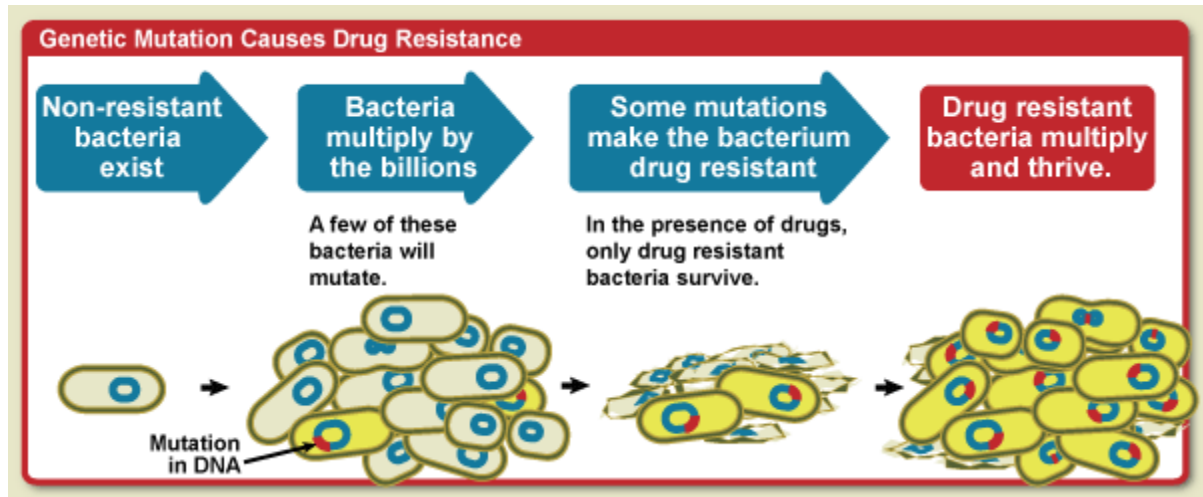 Genetic Mutation Causes Drug Resistance
Non-resistant
bacteria
exist
Bacteria
multiply by
the billions
Some mutations
make the bacterium
drug resistant
Drug resistant
bacteria multiply
and thrive.
A few of these
bacteria will
mutate.
In the presence of drugs,
only drug resistant
bacteria survive.
Mutation
in DNA